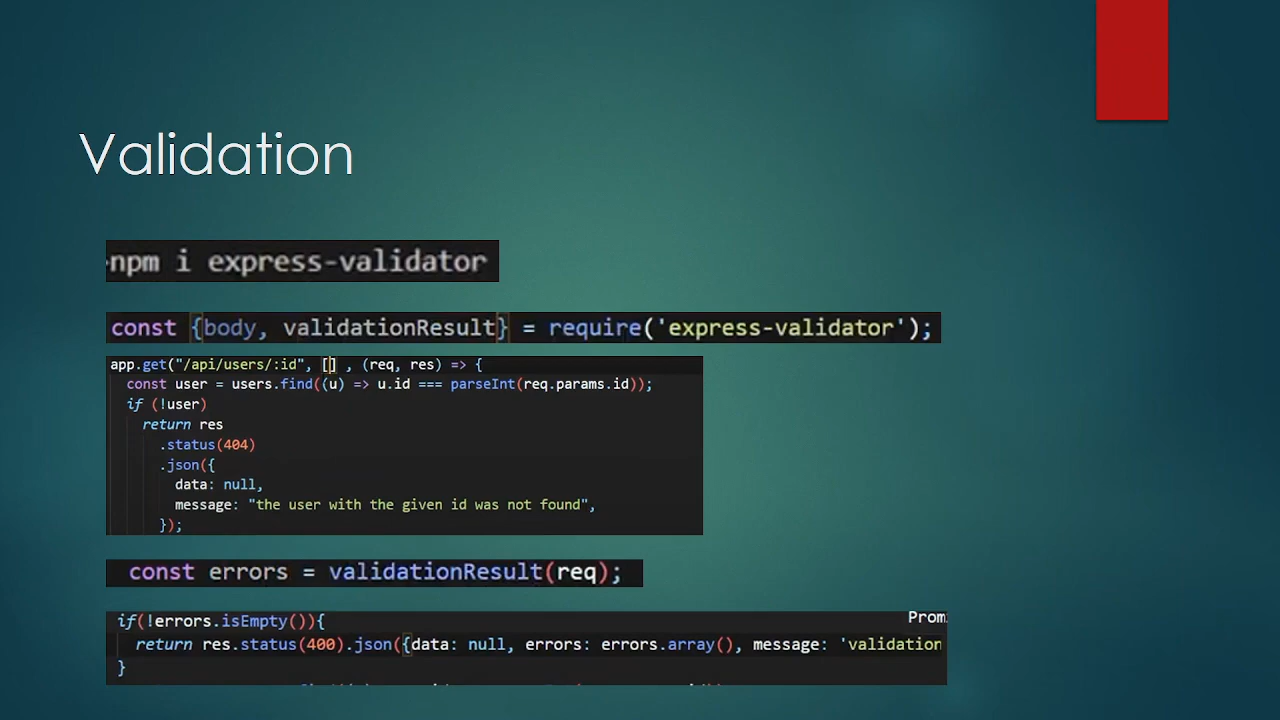 Validation
npm i express-validator
const {body, validationResult} = require('express-validator');
app.get("/api/users/:id", [] , (req, res) => {
const user = users.find((u) => u.id === parseInt(req.params.id));
if (!user)
return res
.status(404)
.json({
data: null,
message: "the user with the given id was not found",
});
const errors = validationResult(req);
Prom
if(!errors.isEmpty()){
return res.status(400).json({data: null, errors: errors.array(), message: 'validation
}